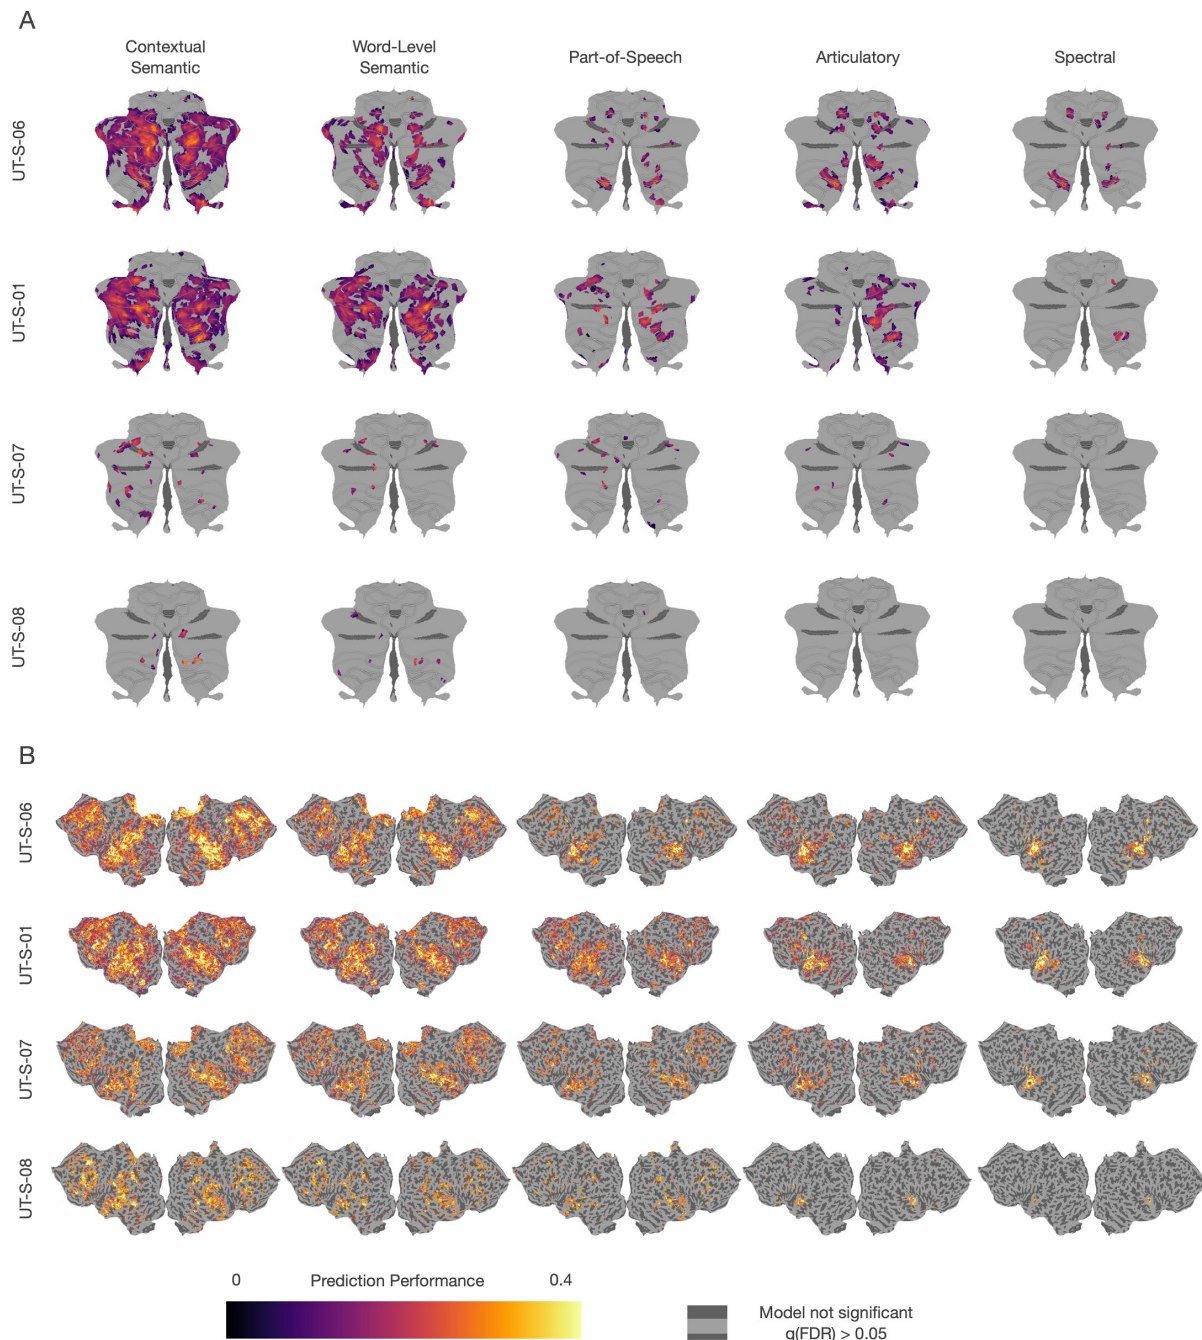 A
Contextual
Semantic
Word-Level
Semantic
Part-of-Speech
Articulatory
Spectral
UT-S-06
UT-S-01
UT-S-07
UT-S-08
B
UT-S-06
UT-S-01
UT-S-07
UT-S-08
0 Prediction Performance 0.4
Model not significant
q(FDR) > 0.05